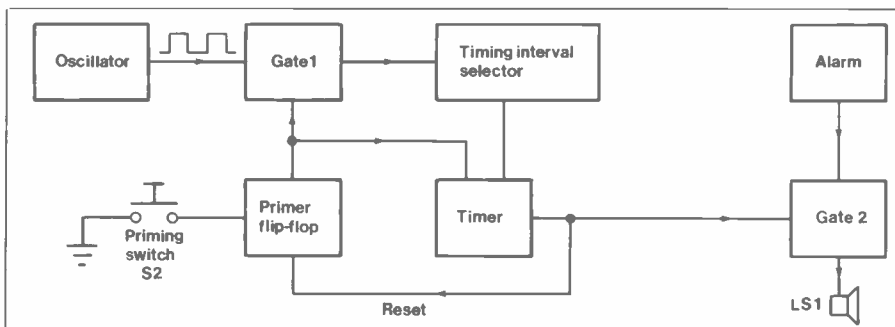 Oscillator
Gate1
Timing interval
selector
Alarm
Priming
switch
S2
Primer
flip-flop
Timer
Gate 2
Reset
LS1